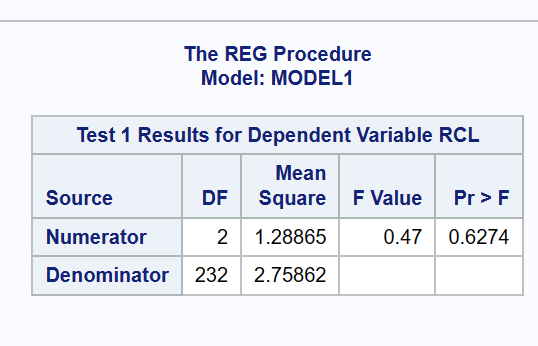 The REG Procedure
Model: MODEL1
Test 1 Results for Dependent Variable RCL
Source DF Mean Square F Value Pr > F
Numerator 2 1.28865 0.47 0.6274
Denominator 232 2.75862